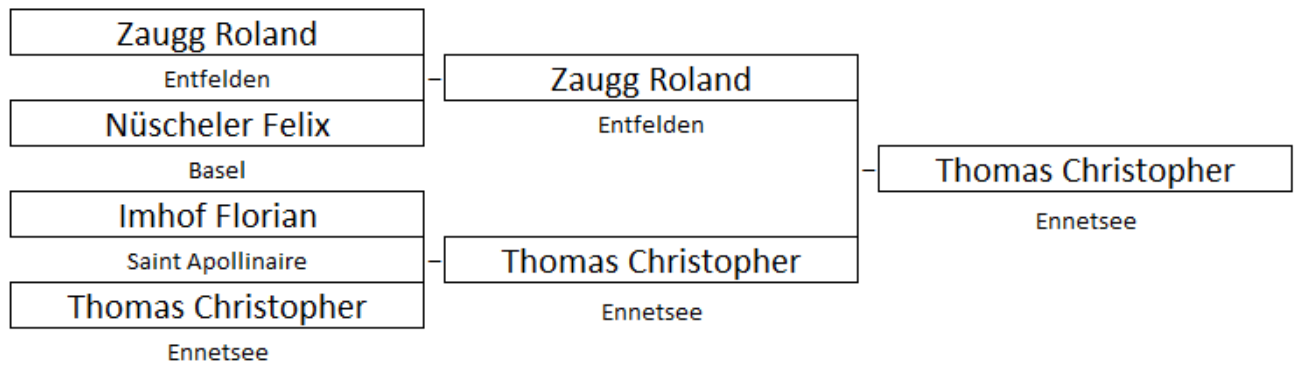 Zaugg Roland
Entfelden
Nüscheler Felix
Basel
Imhof Florian
Saint Apollinaire
Thomas Christopher
Ennetsee
Zaugg Roland
Entfelden
Thomas Christopher
Ennetsee
Thomas Christopher
Ennetsee